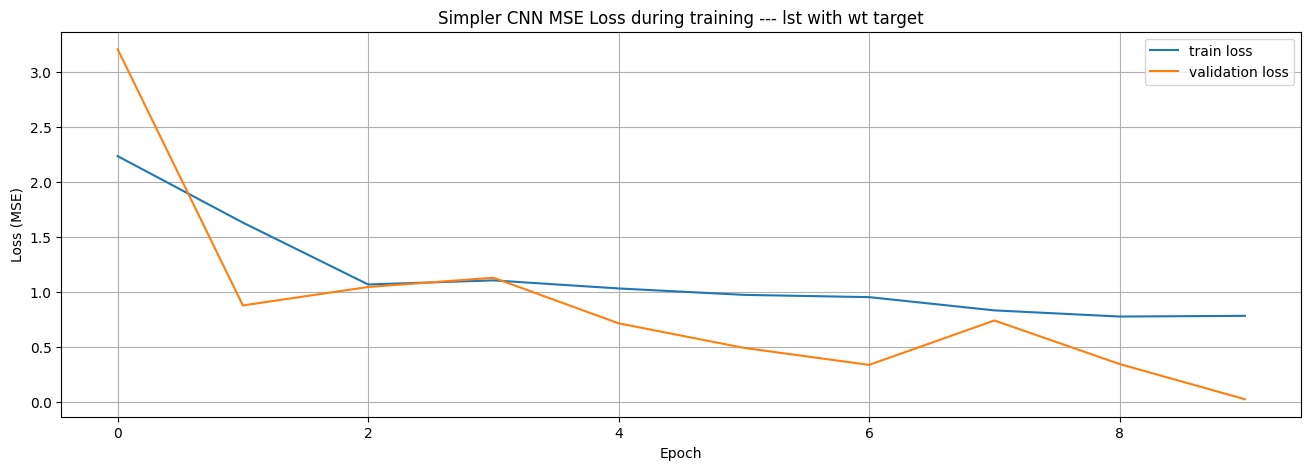 Simpler CNN MSE Loss during training --- lst with wt target
train loss
validation loss
Loss (MSE)
3.0
2.5
2.0
1.5
1.0
0.5
0.0
0 2 4 6 8
Epoch